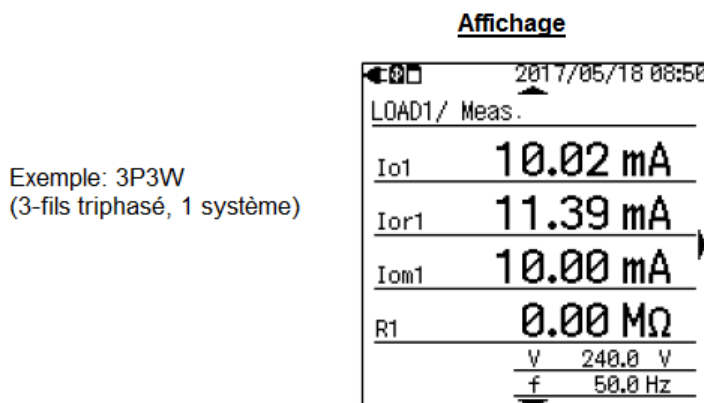 Affichage
2017/05/18 08:50
LOAD1/ Meas.
Io1 10.02 mA
Exemple: 3P3W
(3-fils triphasé, 1 système)
Ior1 11.39 mA
Iom1 10.00 mA
R1 0.00 MΩ
V 240.0 V
f 50.0 Hz